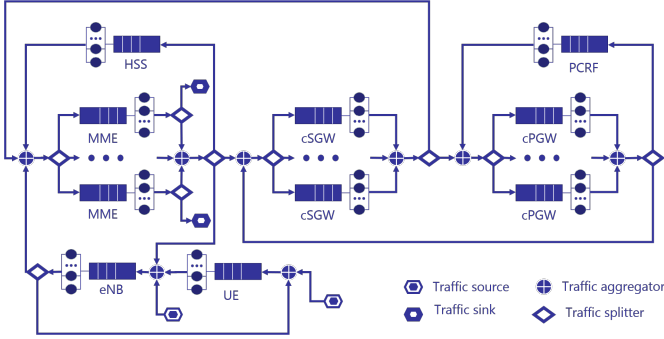 HSS
PCRF
MME
cSGW
cPGW
MME
cSGW
cPGW
eNB
UE
Traffic source
Traffic aggregator
Traffic sink
Traffic splitter